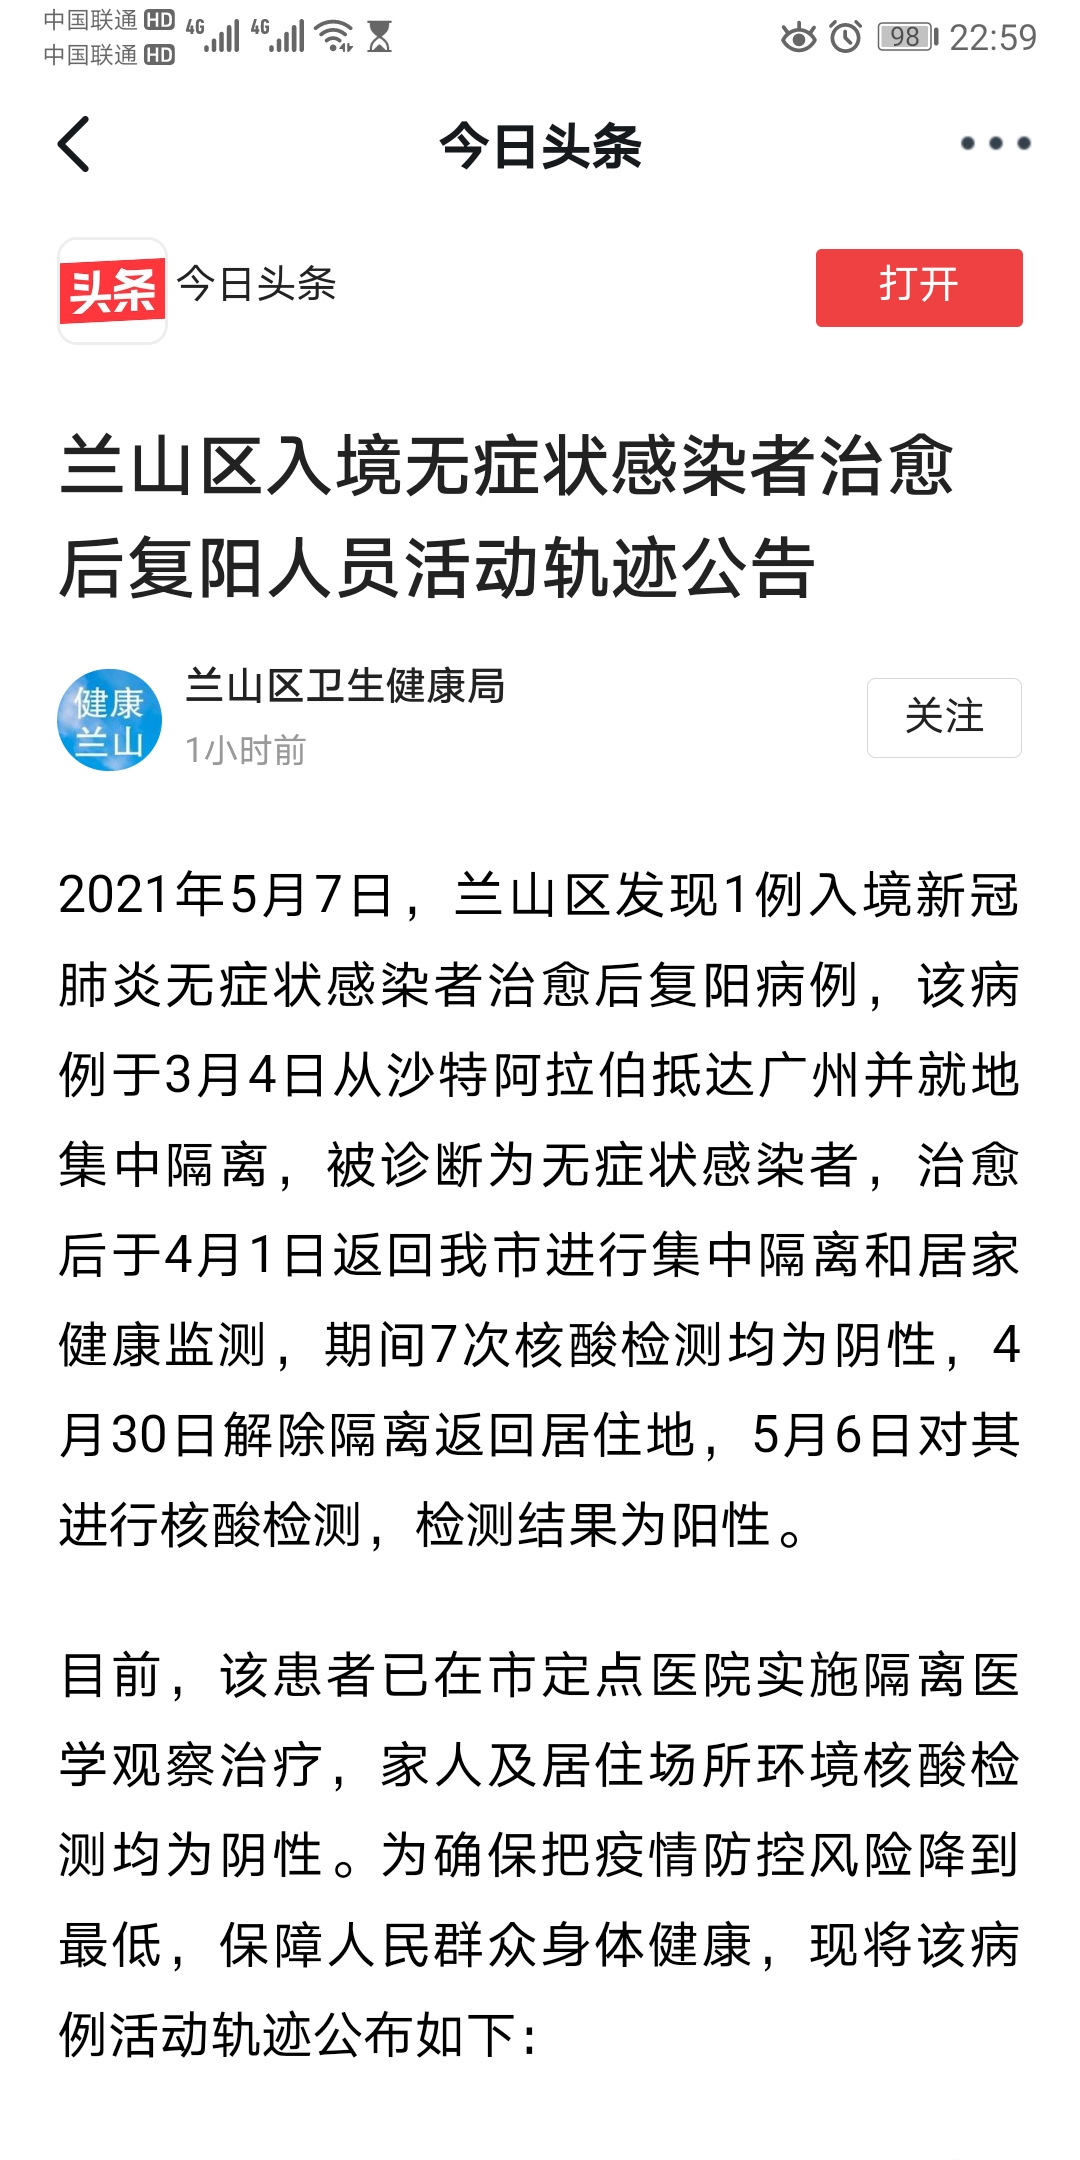 中国联通 HD 4G 4G 98 22:59
中国联通 HD
今日头条
头条 今日头条 打开
兰山区入境无症状感染者治愈
后复阳人员活动轨迹公告
健康
兰山
兰山区卫生健康局
1小时前
关注
2021年5月7日，兰山区发现1例入境新冠
肺炎无症状感染者治愈后复阳病例，该病
例于3月4日从沙特阿拉伯抵达广州并就地
集中隔离，被诊断为无症状感染者，治愈
后于4月1日返回我市进行集中隔离和居家
健康监测，期间7次核酸检测均为阴性，4
月30日解除隔离返回居住地，5月6日对其
进行核酸检测，检测结果为阳性。
目前，该患者已在市定点医院实施隔离医
学观察治疗，家人及居住场所环境核酸检
测均为阴性。为确保把疫情防控风险降到
最低，保障人民群众身体健康，现将该病
例活动轨迹公布如下：